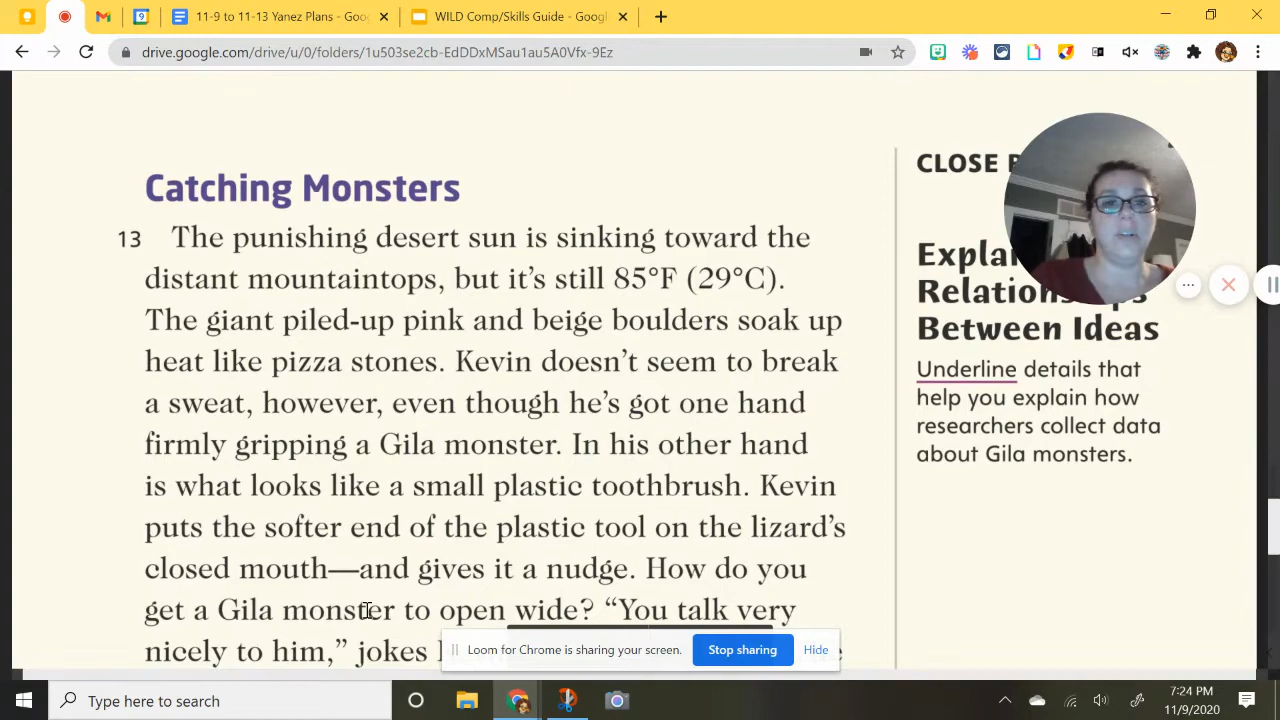 11-9 to 11-13 Yanez Plans - Goog
WILD Comp/Skills Guide - Googl
drive.google.com/drive/u/0/folders/1u503se2cb-EdDDxMSau1au5A0Vfx-9Ez
Catching Monsters
13 The punishing desert sun is sinking toward the
distant mountaintops, but it's still 85°F (29°C).
The giant piled-up pink and beige boulders soak up
heat like pizza stones. Kevin doesn't seem to break
a sweat, however, even though he's got one hand
firmly gripping a Gila monster. In his other hand
is what looks like a small plastic toothbrush. Kevin
puts the softer end of the plastic tool on the lizard's
closed mouth—and gives it a nudge. How do you
get a Gila monster to open wide? “You talk very
nicely to him,” jokes
CLOSE
Between Ideas
Underline details that
help you explain how
researchers collect data
about Gila monsters.
Loom for Chrome is sharing your screen.
Stop sharing
Hide
Type here to search
7:24 PM
11/9/2020